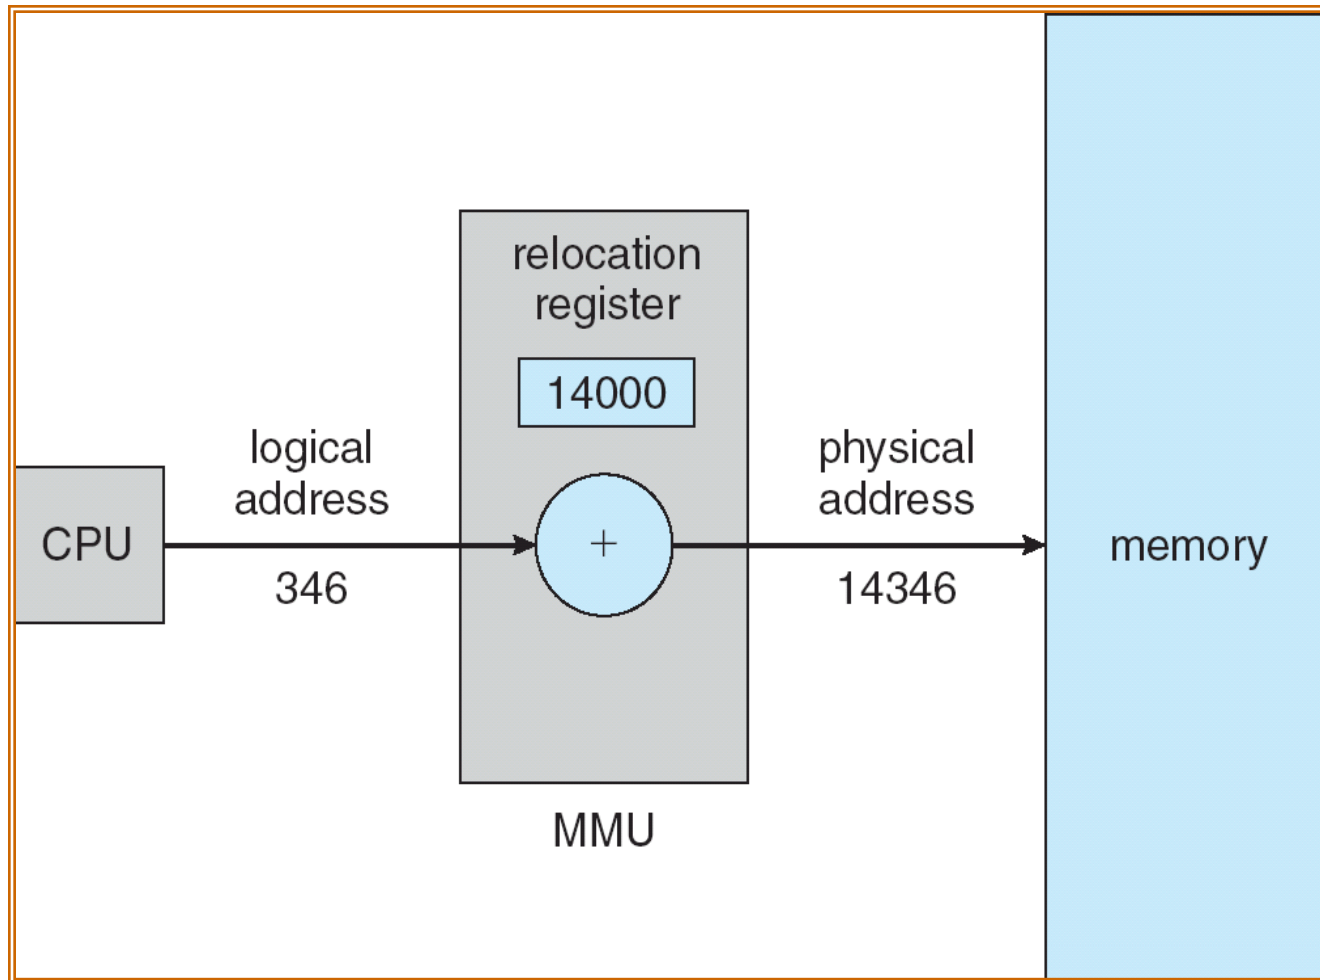 relocation
register
14000
logical
address
physical
address
CPU
+
memory
346
14346
MMU